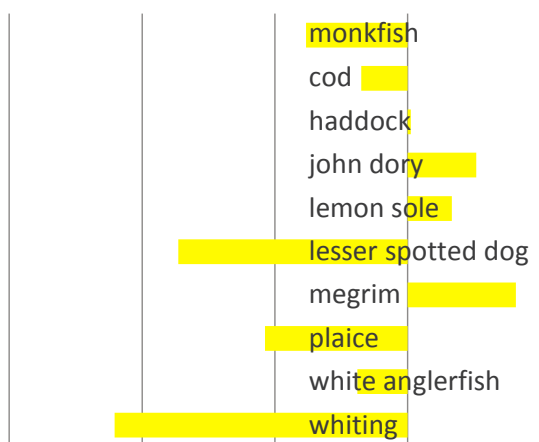 monkfish
cod
haddock
john dory
lemon sole
lesser spotted dog
megrim
plaice
white anglerfish
whiting